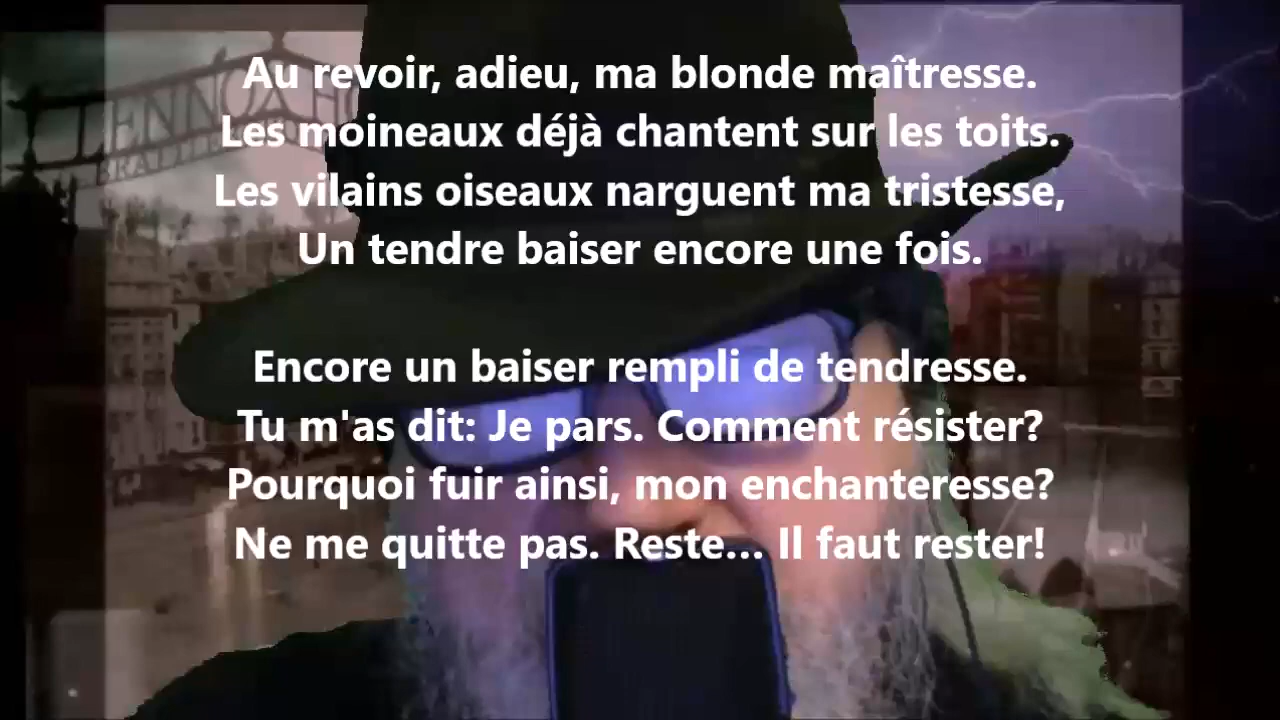 Au revoir, adieu, ma blonde maîtresse.
Les moineaux déjà chantent sur les toits.
Les vilains oiseaux narguent ma tristesse,
Un tendre baiser encore une fois.
Encore un baiser rempli de tendresse.
Tu m'as dit: Je pars. Comment résister?
Pourquoi fuir ainsi, mon enchanteresse?
Ne me quitte pas. Reste... Il faut rester!